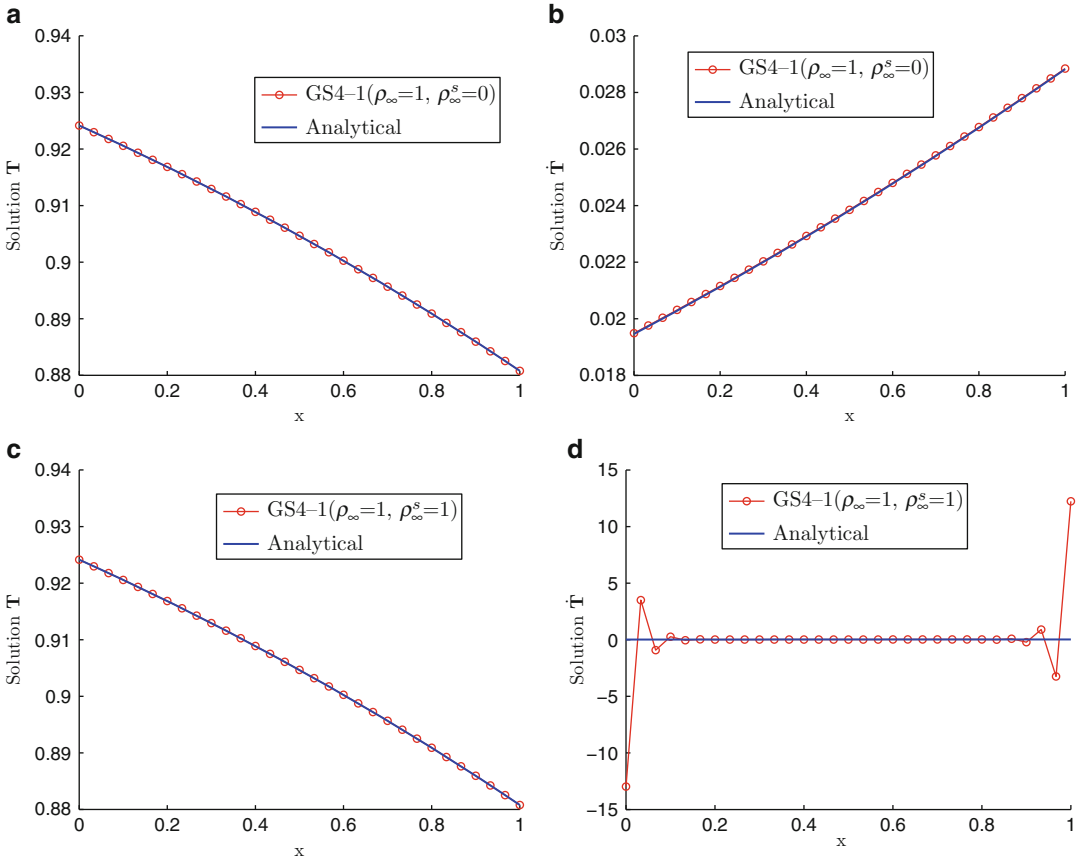 a
0.94
0.93
0.92
0.91
0.9
0.89
0.88
0
0.2
0.4
0.6
0.8
1
Solution T
x
GS4–1(ρ∞=1, ρ∞^s=0)
Analytical
b
0.03
0.028
0.026
0.024
0.022
0.02
0.018
0
0.2
0.4
0.6
0.8
1
Solution Ṫ
x
GS4–1(ρ∞=1, ρ∞^s=0)
Analytical
c
0.94
0.93
0.92
0.91
0.9
0.89
0.88
0
0.2
0.4
0.6
0.8
1
Solution T
x
GS4–1(ρ∞=1, ρ∞^s=1)
Analytical
d
15
10
5
0
−5
−10
−15
0
0.2
0.4
0.6
0.8
1
Solution Ṫ
x
GS4–1(ρ∞=1, ρ∞^s=1)
Analytical